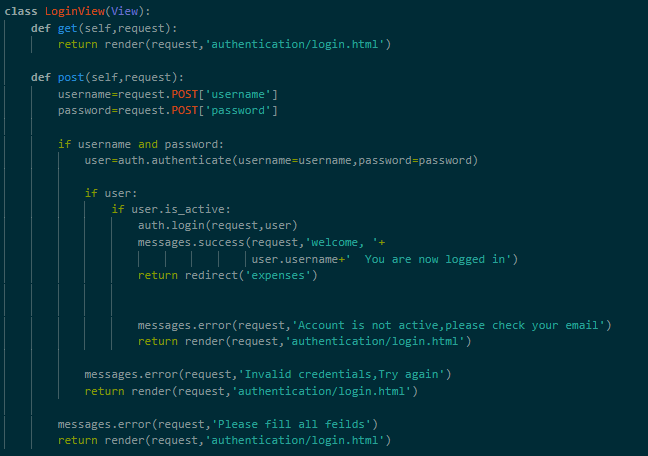 class LoginView(View):
    def get(self,request):
        return render(request,'authentication/login.html')

    def post(self,request):
        username=request.POST['username']
        password=request.POST['password']

        if username and password:
            user=auth.authenticate(username=username,password=password)

            if user:
                if user.is_active:
                    auth.login(request,user)
                    messages.success(request,'welcome, '+
                                     user.username+'  You are now logged in')
                    return redirect('expenses')


                    messages.error(request,'Account is not active,please check your email')
                    return render(request,'authentication/login.html')

            messages.error(request,'Invalid credentials,Try again')
            return render(request,'authentication/login.html')

        messages.error(request,'Please fill all feilds')
        return render(request,'authentication/login.html')